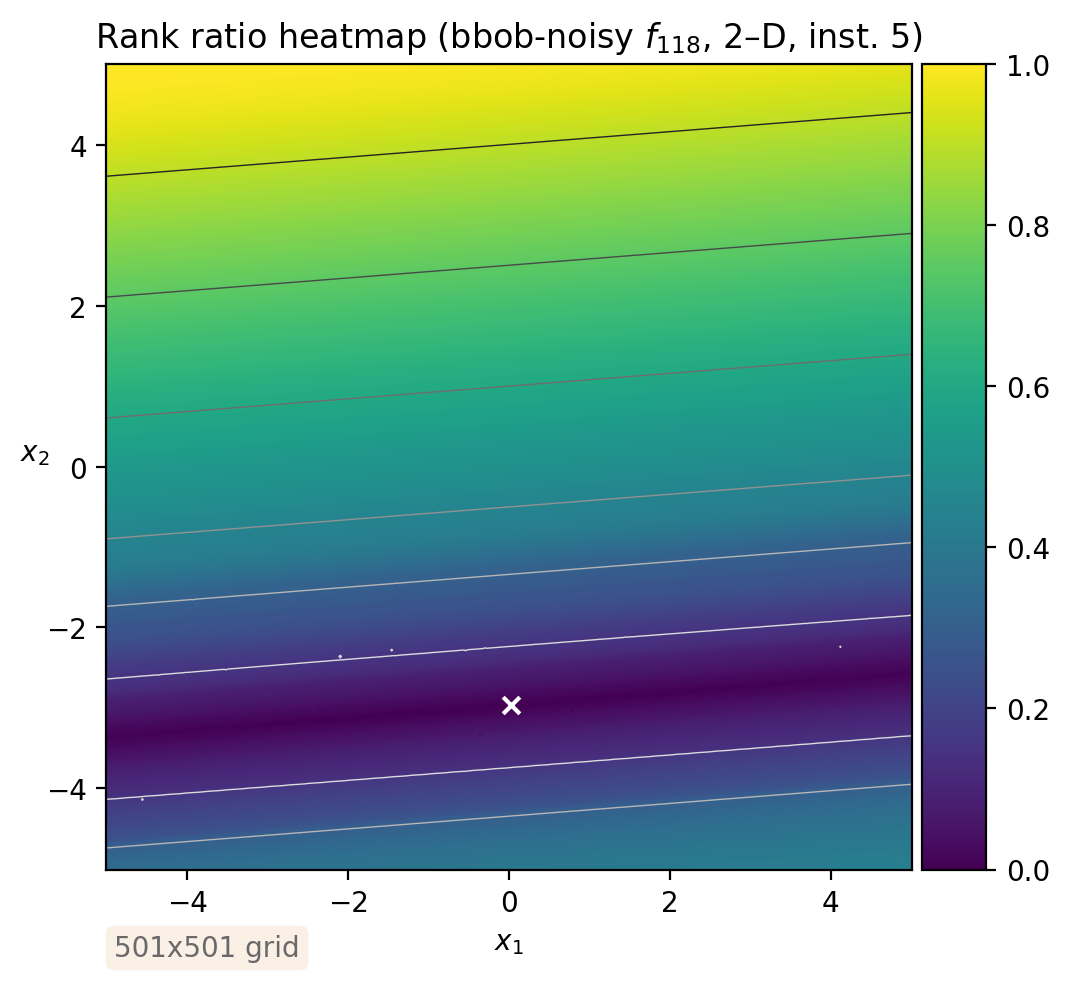 Rank ratio heatmap (bbob-noisy f₁₁₈, 2–D, inst. 5)
1.0
0.8
0.6
0.4
0.2
0.0
4
2
0
−2
−4
x₂
−4 −2 0 2 4
x₁
501x501 grid